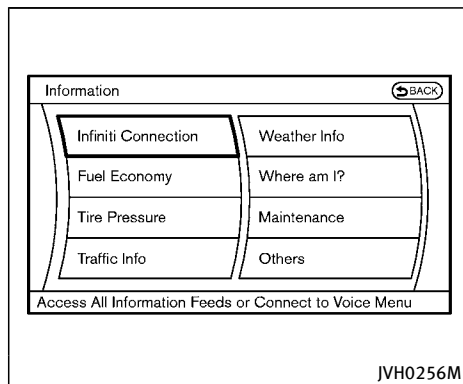 Information
BACK
Infiniti Connection
Weather Info
Fuel Economy
Where am I?
Tire Pressure
Maintenance
Traffic Info
Others
Access All Information Feeds or Connect to Voice Menu
JVH0256M